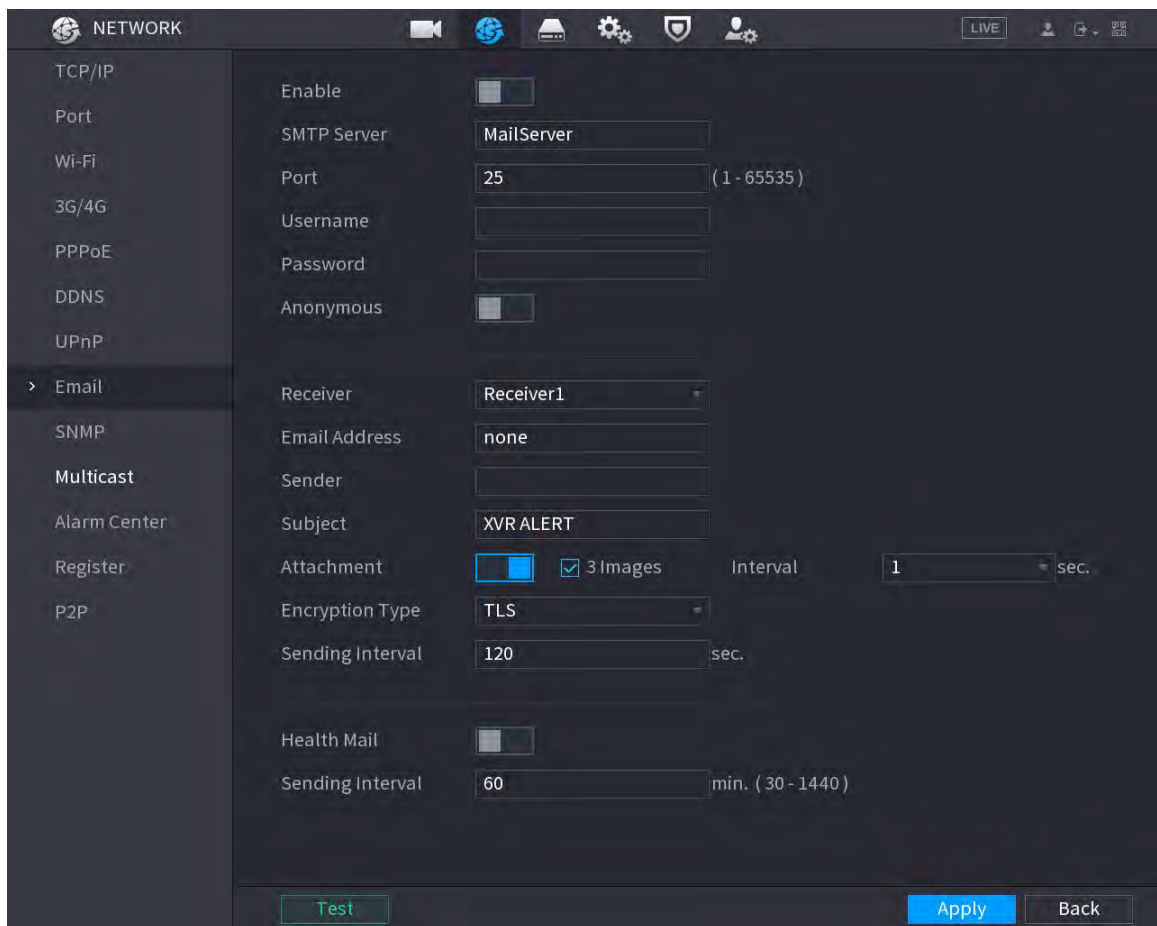 NETWORK
LIVE
TCP/IP
Port
Wi-Fi
3G/4G
PPPoE
DDNS
UPnP
> Email
SNMP
Multicast
Alarm Center
Register
P2P
Enable
SMTP Server MailServer
Port 25 ( 1 - 65535 )
Username
Password
Anonymous
Receiver Receiver1
Email Address none
Sender
Subject XVR ALERT
Attachment 3 Images Interval 1 sec.
Encryption Type TLS
Sending Interval 120 sec.
Health Mail
Sending Interval 60 min. ( 30 - 1440 )
Test Apply Back